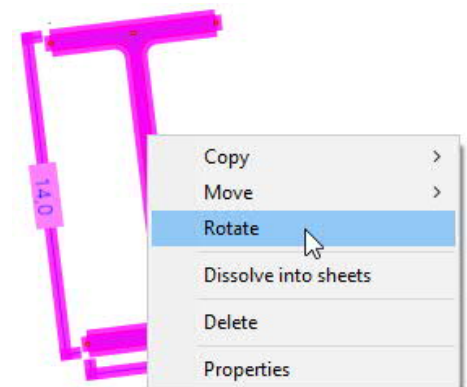 14,0
Copy
Move
Rotate
Dissolve into sheets
Delete
Properties